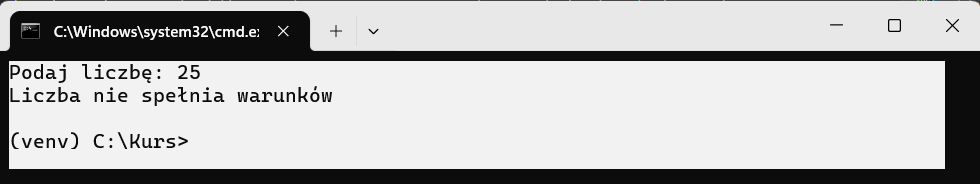 C:\Windows\system32\cmd.e
Podaj liczbę: 25
Liczba nie spełnia warunków
(venv) C:\Kurs>